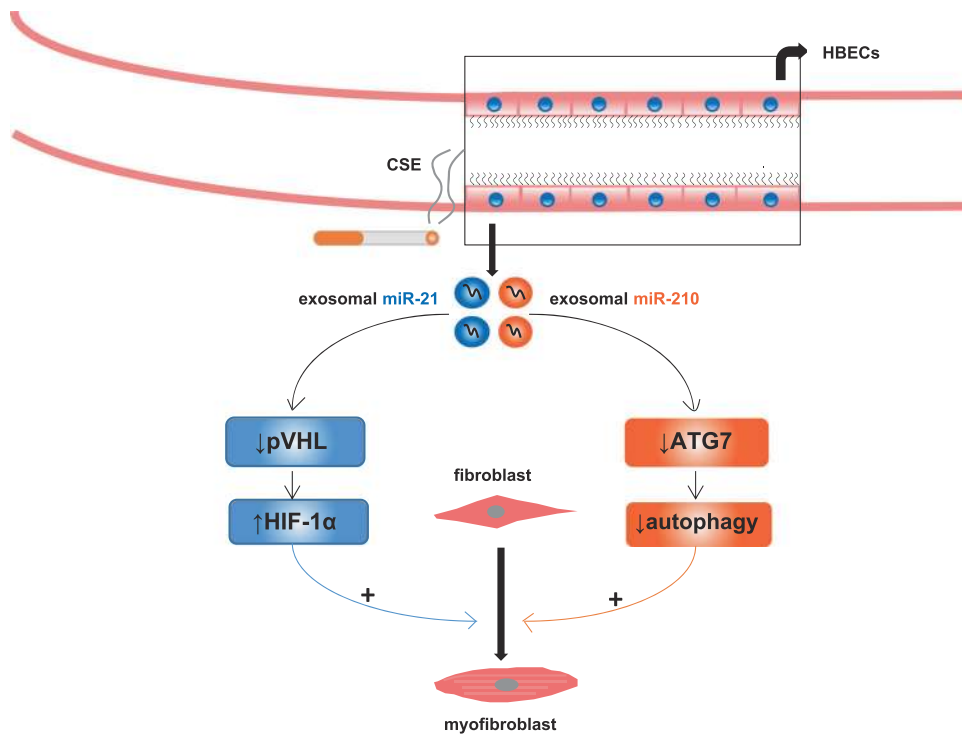 HBECs
CSE
exosomal miR-21
exosomal miR-210
↓pVHL
↓ATG7
fibroblast
↑HIF-1α
↓autophagy
+
+
myofibroblast